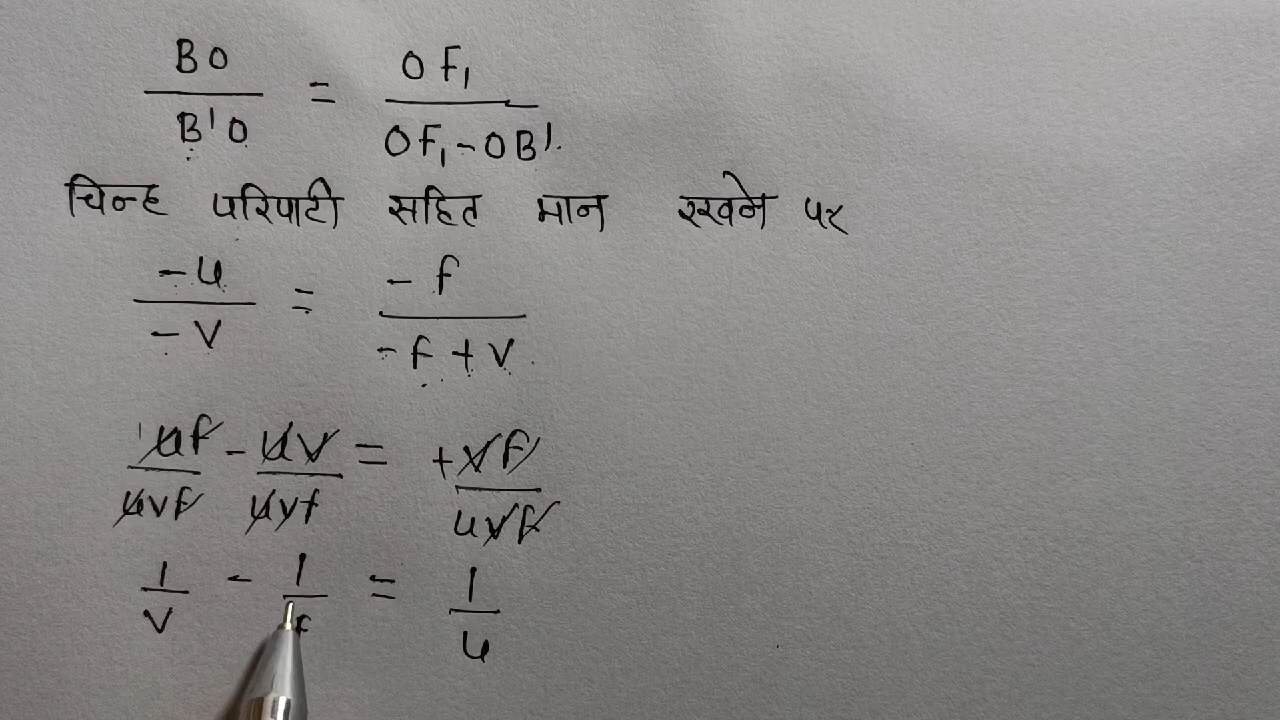 BO / B'O = OF₁ / OF₁-OB'.
चिन्ह परिपाटी सहित मान रखने पर
-u / -v = -f / -f+v
uf / uvf - uv / uvf = +vf / uvf
1 / v - 1 / f = 1 / u